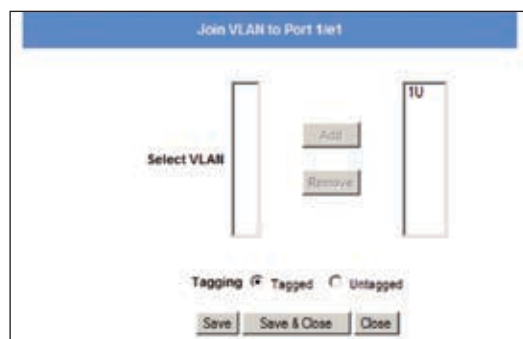 Join VLAN to Port 1/e1
1U
Add
Select VLAN
Remove
Tagging Tagged Untagged
Save Save & Close Close